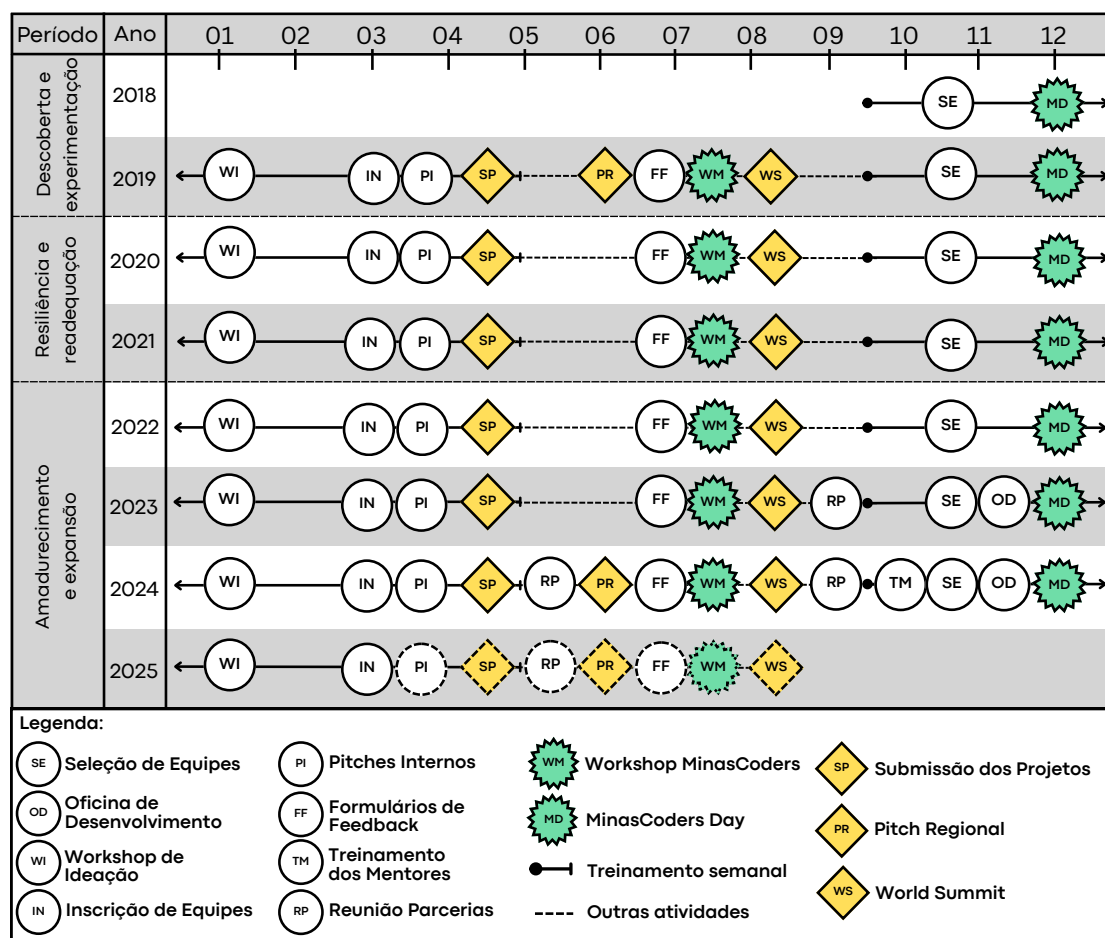 Período Ano 01 02 03 04 05 06 07 08 09 10 11 12
Descoberta e
experimentação
2018 SE MD
2019 WI IN PI SP PR FF WM WS SE MD
Resiliência e
readequação
2020 WI IN PI SP FF WM WS SE MD
2021 WI IN PI SP FF WM WS SE MD
Amadurecimento
e expansão
2022 WI IN PI SP FF WM WS SE MD
2023 WI IN PI SP FF WM WS RP SE OD MD
2024 WI IN PI SP RP PR FF WM WS RP TM SE OD MD
2025 WI IN PI SP RP PR FF WM WS
Legenda:
SE Seleção de Equipes
OD Oficina de
Desenvolvimento
WI Workshop de
Ideação
IN Inscrição de Equipes
PI Pitches Internos
FF Formulários de
Feedback
TM Treinamento
dos Mentores
RP Reunião Parcerias
WM Workshop MinasCoders
MD MinasCoders Day
Treinamento semanal
Outras atividades
SP Submissão dos Projetos
PR Pitch Regional
WS World Summit